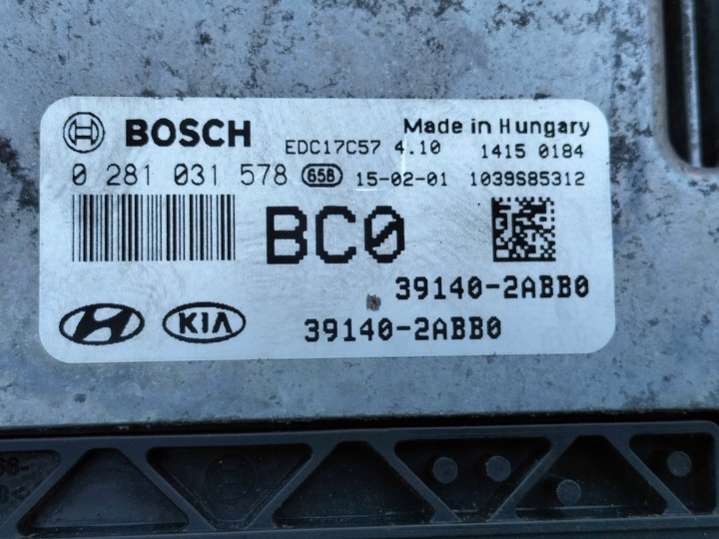 BOSCH EDC17C57 4.10 Made in Hungary
1415 0184
0 281 031 578 658 15-02-01 1039S85312
BC0
39140-2ABB0
KIA 39140-2ABB0